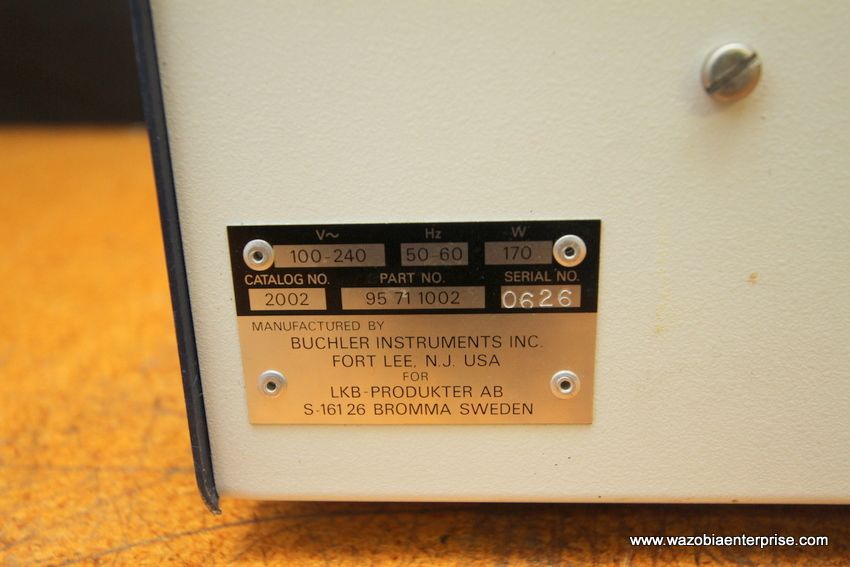 V~ Hz W
100-240 50-60 170
CATALOG NO. PART NO. SERIAL NO.
2002 95 71 1002 0626
MANUFACTURED BY
BUCHLER INSTRUMENTS INC.
FORT LEE, N.J. USA
FOR
LKB-PRODUKTER AB
S-161 26 BROMMA SWEDEN
www.wazobiaenterprise.com